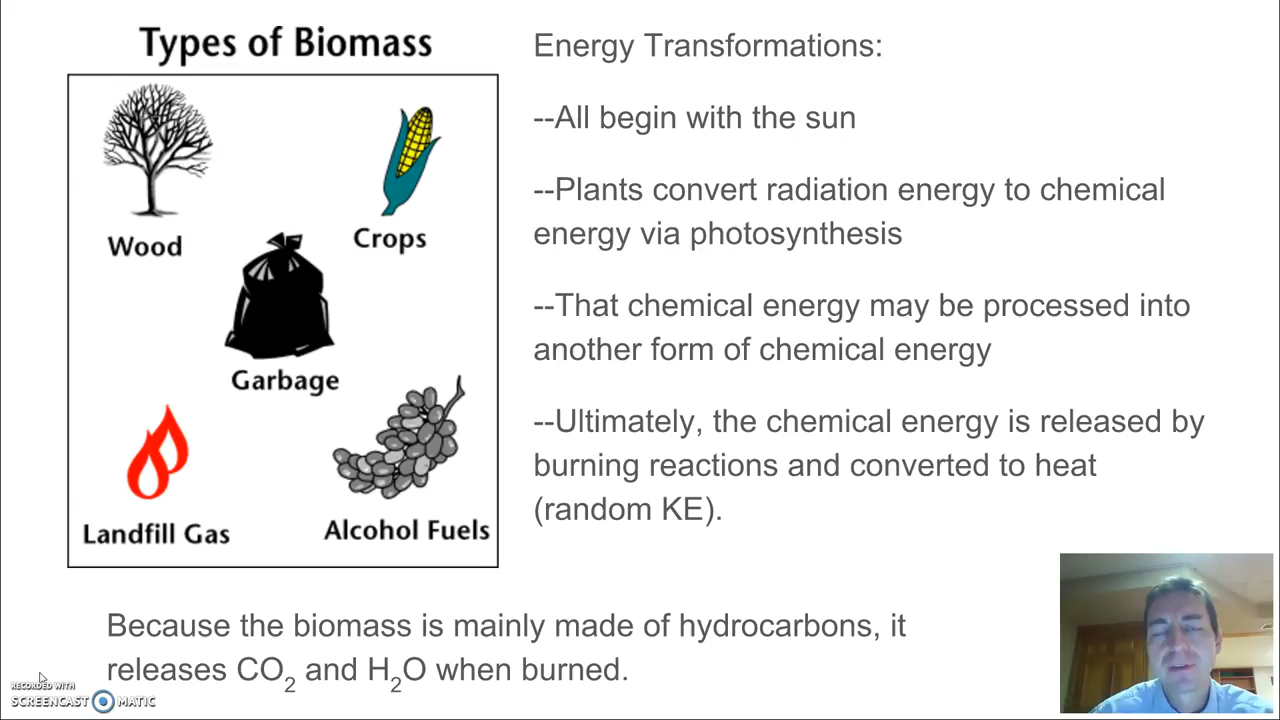 Types of Biomass
Wood
Crops
Garbage
Landfill Gas
Alcohol Fuels
Energy Transformations:
--All begin with the sun
--Plants convert radiation energy to chemical
energy via photosynthesis
--That chemical energy may be processed into
another form of chemical energy
--Ultimately, the chemical energy is released by
burning reactions and converted to heat
(random KE).
Because the biomass is mainly made of hydrocarbons, it
releases CO2 and H2O when burned.
RECORDED WITH
SCREENCAST MATIC